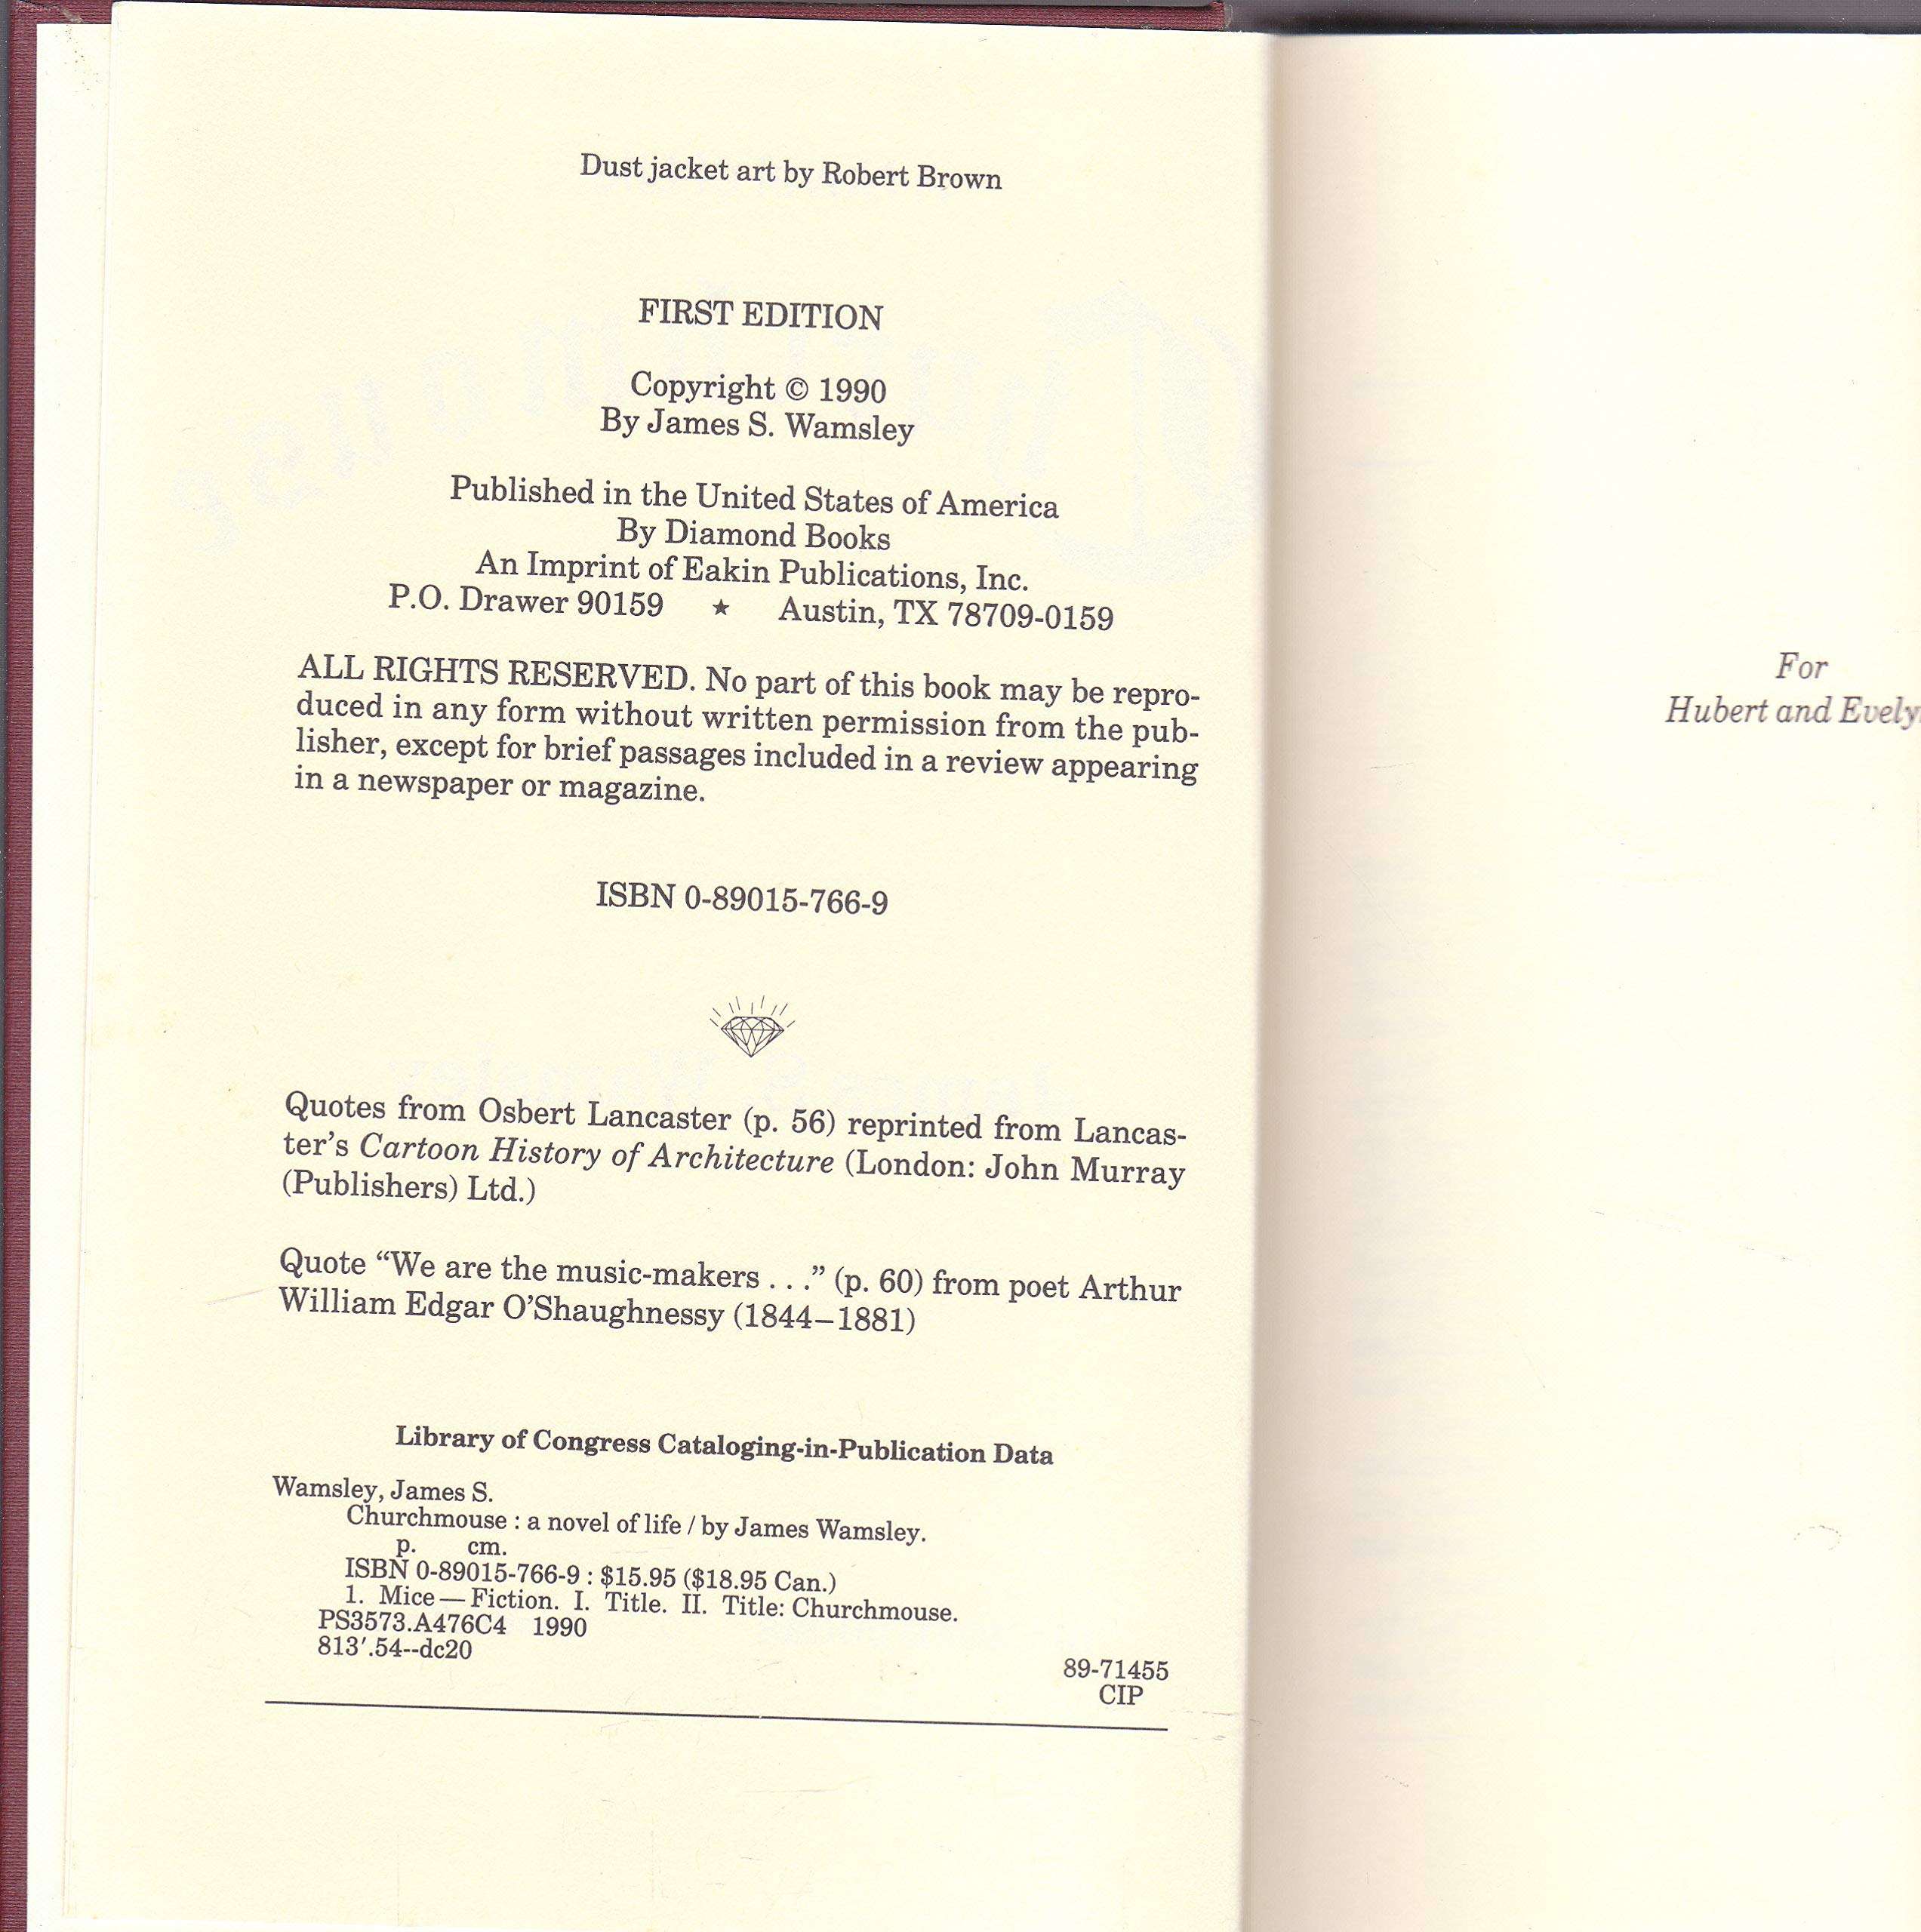 Dust jacket art by Robert Brown
FIRST EDITION
Copyright © 1990
By James S. Wamsley
Published in the United States of America
By Diamond Books
An Imprint of Eakin Publications, Inc.
P.O. Drawer 90159 ★ Austin, TX 78709-0159
ALL RIGHTS RESERVED. No part of this book may be repro-
duced in any form without written permission from the pub-
lisher, except for brief passages included in a review appearing
in a newspaper or magazine.
ISBN 0-89015-766-9
Quotes from Osbert Lancaster (p. 56) reprinted from Lancas-
ter's Cartoon History of Architecture (London: John Murray
(Publishers) Ltd.)
Quote “We are the music-makers . . .” (p. 60) from poet Arthur
William Edgar O'Shaughnessy (1844–1881)
Library of Congress Cataloging-in-Publication Data
Wamsley, James S.
Churchmouse : a novel of life / by James Wamsley.
p. cm.
ISBN 0-89015-766-9 : $15.95 ($18.95 Can.)
1. Mice — Fiction. I. Title. II. Title: Churchmouse.
PS3573.A476C4 1990
813′.54--dc20
89-71455
CIP
For
Hubert and Evely